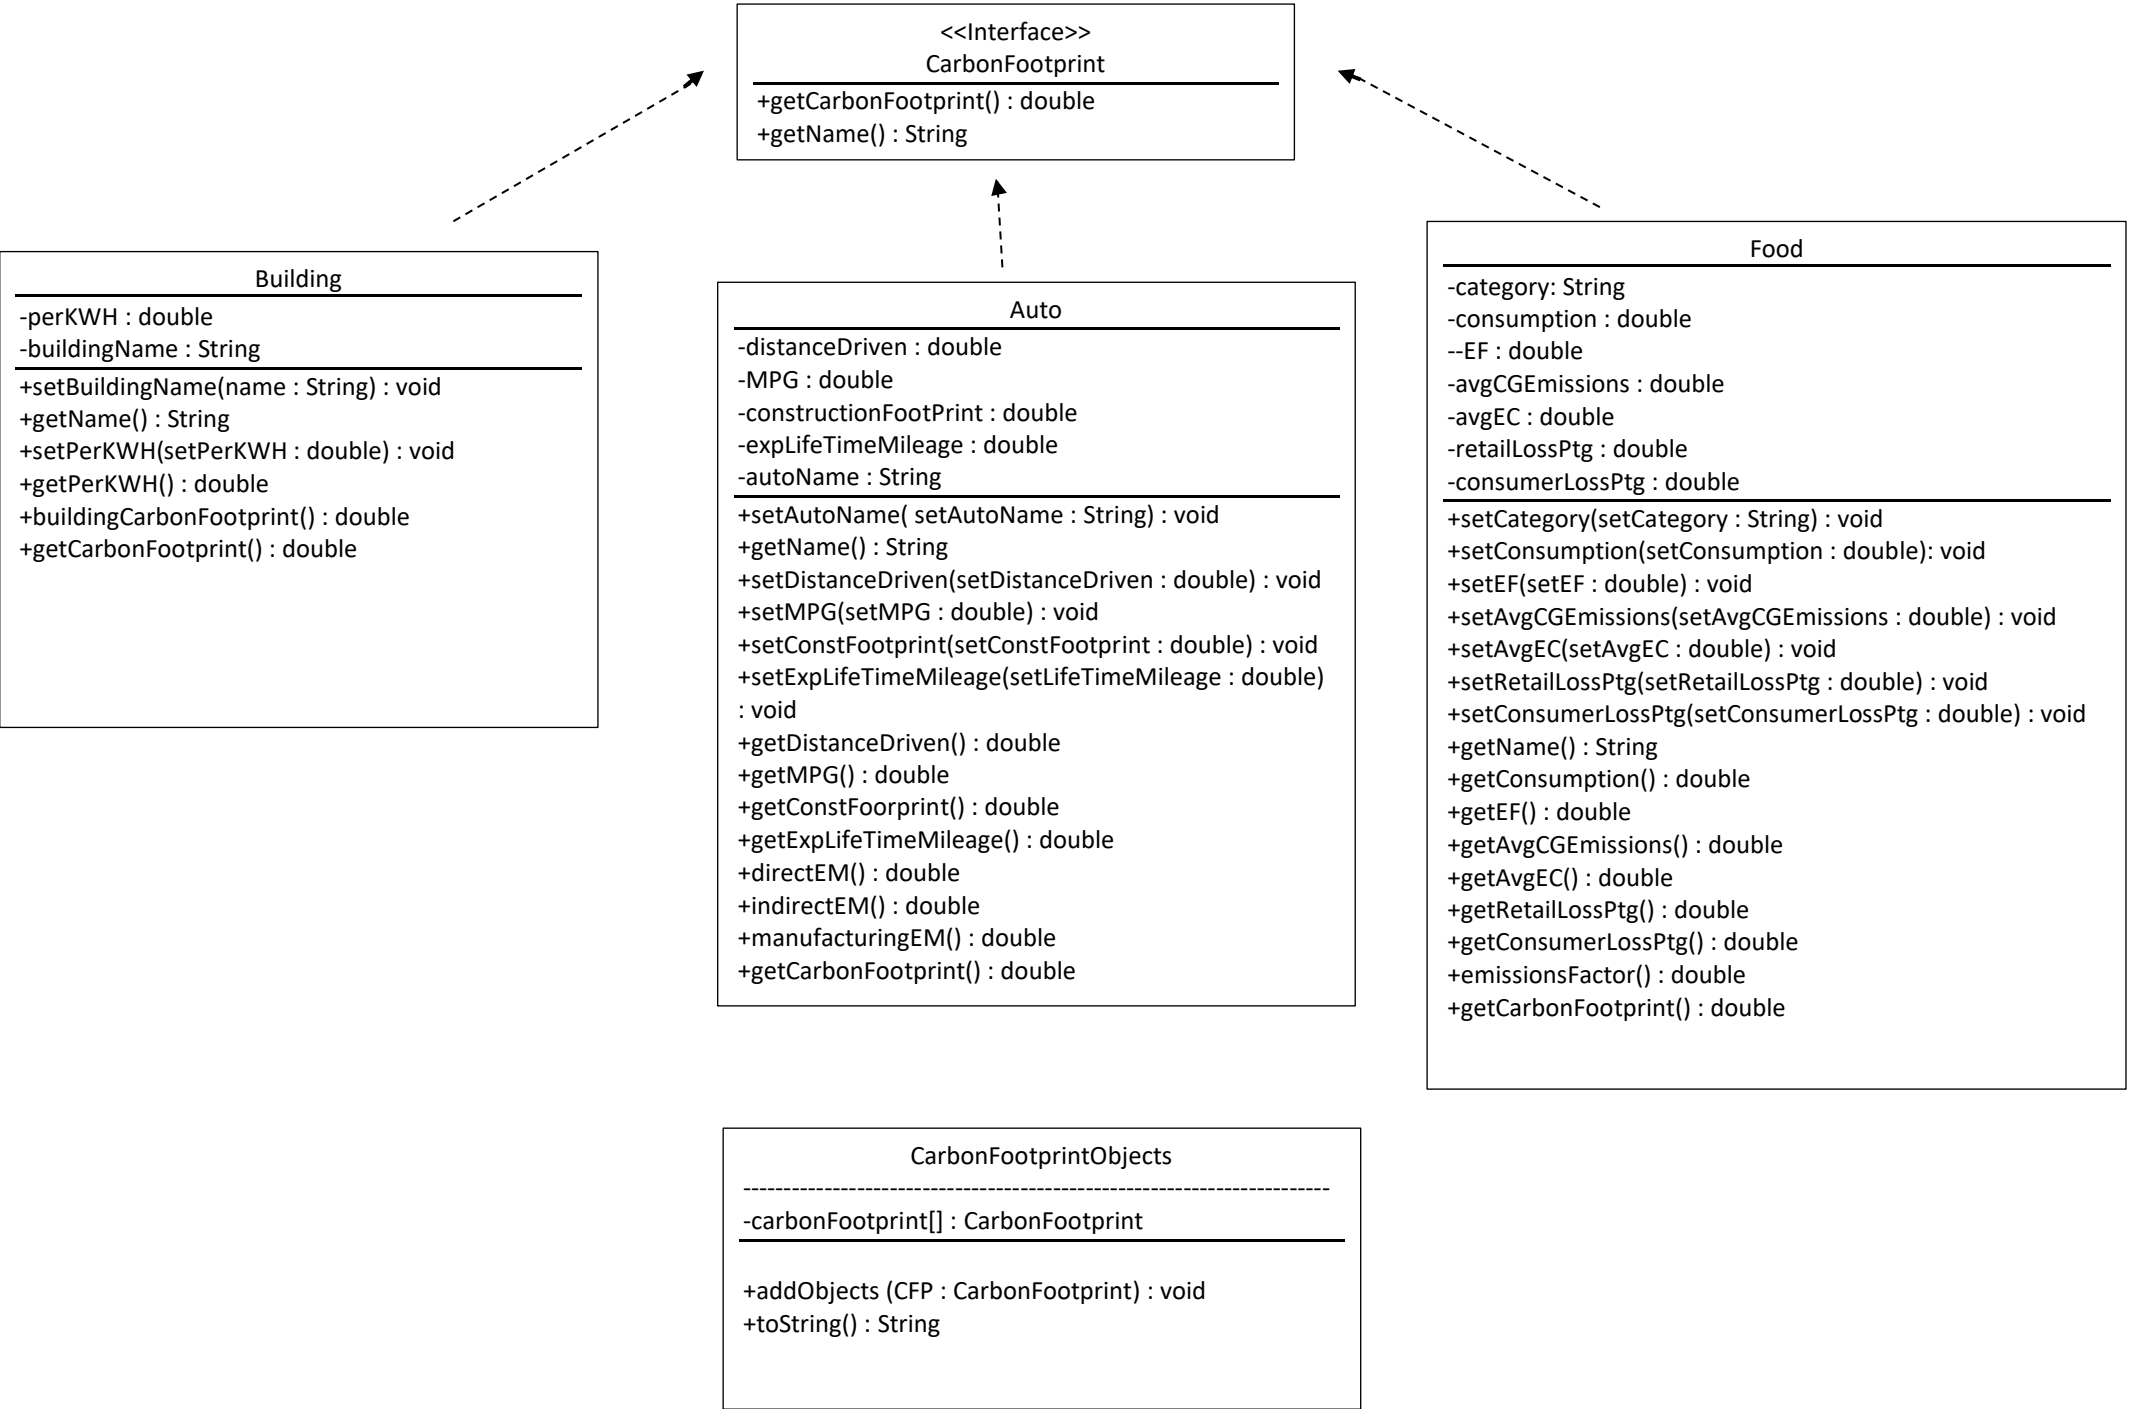 <<Interface>>
CarbonFootprint
+getCarbonFootprint() : double
+getName() : String
Building
-perKWH : double
-buildingName : String
+setBuildingName(name : String) : void
+getName() : String
+setPerKWH(setPerKWH : double) : void
+getPerKWH() : double
+buildingCarbonFootprint() : double
+getCarbonFootprint() : double
Auto
-distanceDriven : double
-MPG : double
-constructionFootPrint : double
-expLifeTimeMileage : double
-autoName : String
+setAutoName( setAutoName : String) : void
+getName() : String
+setDistanceDriven(setDistanceDriven : double) : void
+setMPG(setMPG : double) : void
+setConstFootprint(setConstFootprint : double) : void
+setExpLifeTimeMileage(setLifeTimeMileage : double)
: void
+getDistanceDriven() : double
+getMPG() : double
+getConstFoorprint() : double
+getExpLifeTimeMileage() : double
+directEM() : double
+indirectEM() : double
+manufacturingEM() : double
+getCarbonFootprint() : double
Food
-category: String
-consumption : double
--EF : double
-avgCGEmissions : double
-avgEC : double
-retailLossPtg : double
-consumerLossPtg : double
+setCategory(setCategory : String) : void
+setConsumption(setConsumption : double): void
+setEF(setEF : double) : void
+setAvgCGEmissions(setAvgCGEmissions : double) : void
+setAvgEC(setAvgEC : double) : void
+setRetailLossPtg(setRetailLossPtg : double) : void
+setConsumerLossPtg(setConsumerLossPtg : double) : void
+getName() : String
+getConsumption() : double
+getEF() : double
+getAvgCGEmissions() : double
+getAvgEC() : double
+getRetailLossPtg() : double
+getConsumerLossPtg() : double
+emissionsFactor() : double
+getCarbonFootprint() : double
CarbonFootprintObjects
-------------------------------------------------------------------------
-carbonFootprint[] : CarbonFootprint
+addObjects (CFP : CarbonFootprint) : void
+toString() : String